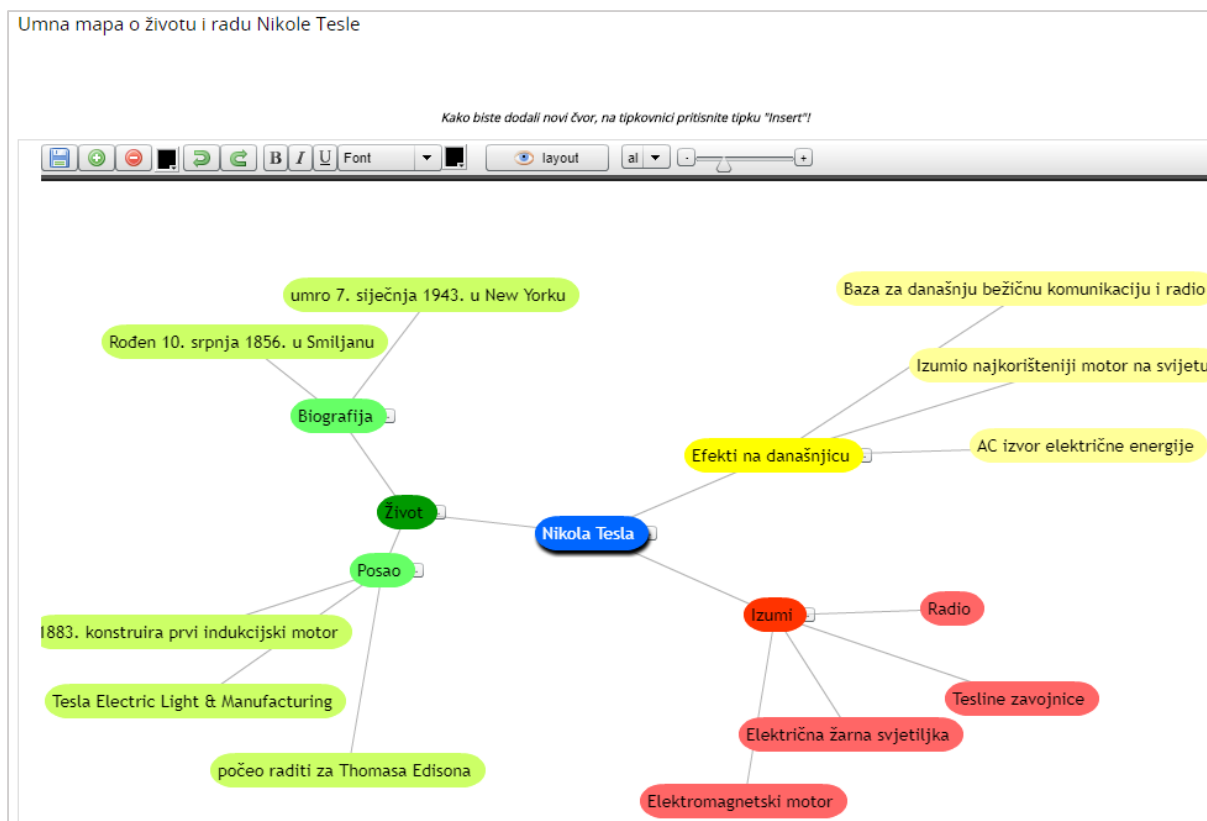 Umna mapa o životu i radu Nikole Tesle
Kako biste dodali novi čvor, na tipkovnici pritisnite tipku "Insert"!
B I U Font layout al - +
umro 7. siječnja 1943. u New Yorku
Rođen 10. srpnja 1856. u Smiljanu
Biografija
Život
Posao
1883. konstruira prvi indukcijski motor
Tesla Electric Light & Manufacturing
počeo raditi za Thomasa Edisona
Nikola Tesla
Baza za današnju bežičnu komunikaciju i radio
Izumio najkorišteniji motor na svijetu
Efekti na današnjicu
AC izvor električne energije
Izumi
Radio
Tesline zavojnice
Električna žarna svjetiljka
Elektromagnetski motor